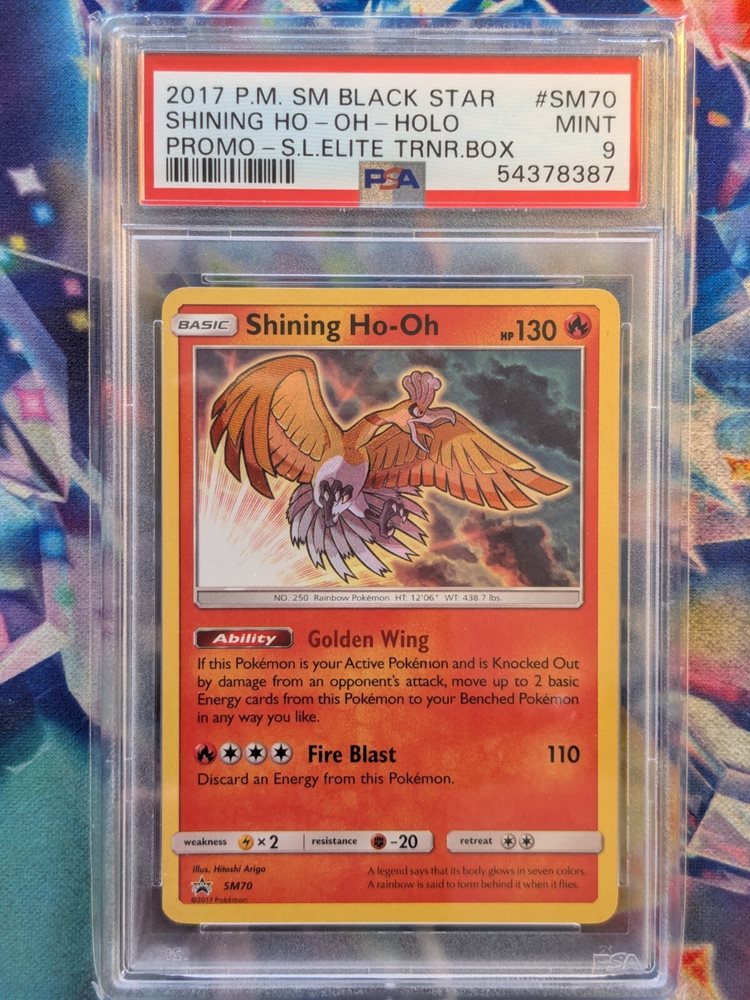 2017 P.M. SM BLACK STAR #SM70
SHINING HO-OH-HOLO MINT
PROMO-S.L.ELITE TRNR.BOX 9
PSA 54378387
BASIC Shining Ho-Oh HP 130
NO. 250 Rainbow Pokémon HT: 12'06" WT: 438.7 lbs.
Ability Golden Wing
If this Pokémon is your Active Pokémon and is Knocked Out
by damage from an opponent's attack, move up to 2 basic
Energy cards from this Pokémon to your Benched Pokémon
in any way you like.
Fire Blast 110
Discard an Energy from this Pokémon.
weakness ×2 resistance -20 retreat
Illus. Hitoshi Ariga
SM70
©2017 Pokémon
A legend says that its body glows in seven colors.
A rainbow is said to form behind it when it flies.
PSA